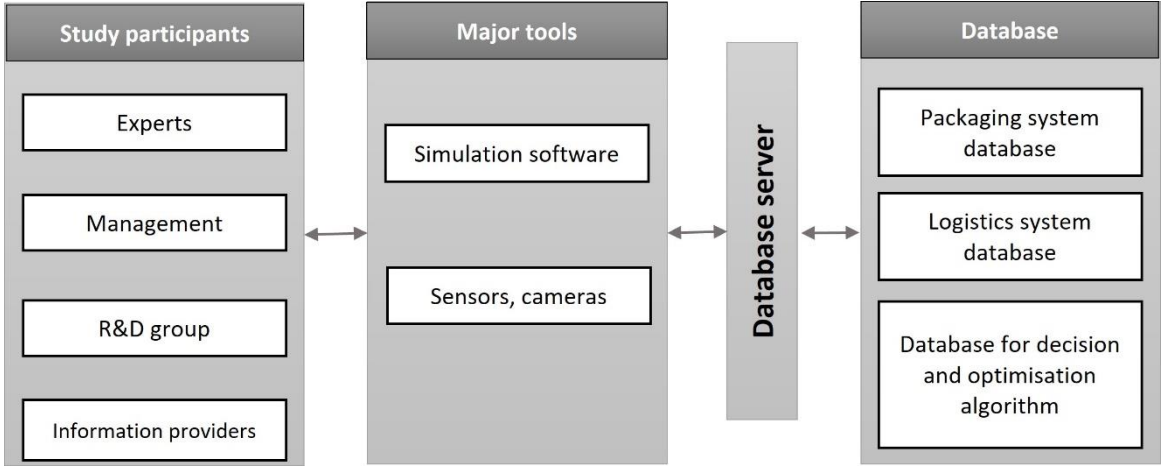 Study participants
Experts
Management
R&D group
Information providers
Major tools
Simulation software
Sensors, cameras
Database server
Database
Packaging system
database
Logistics system
database
Database for decision
and optimisation
algorithm